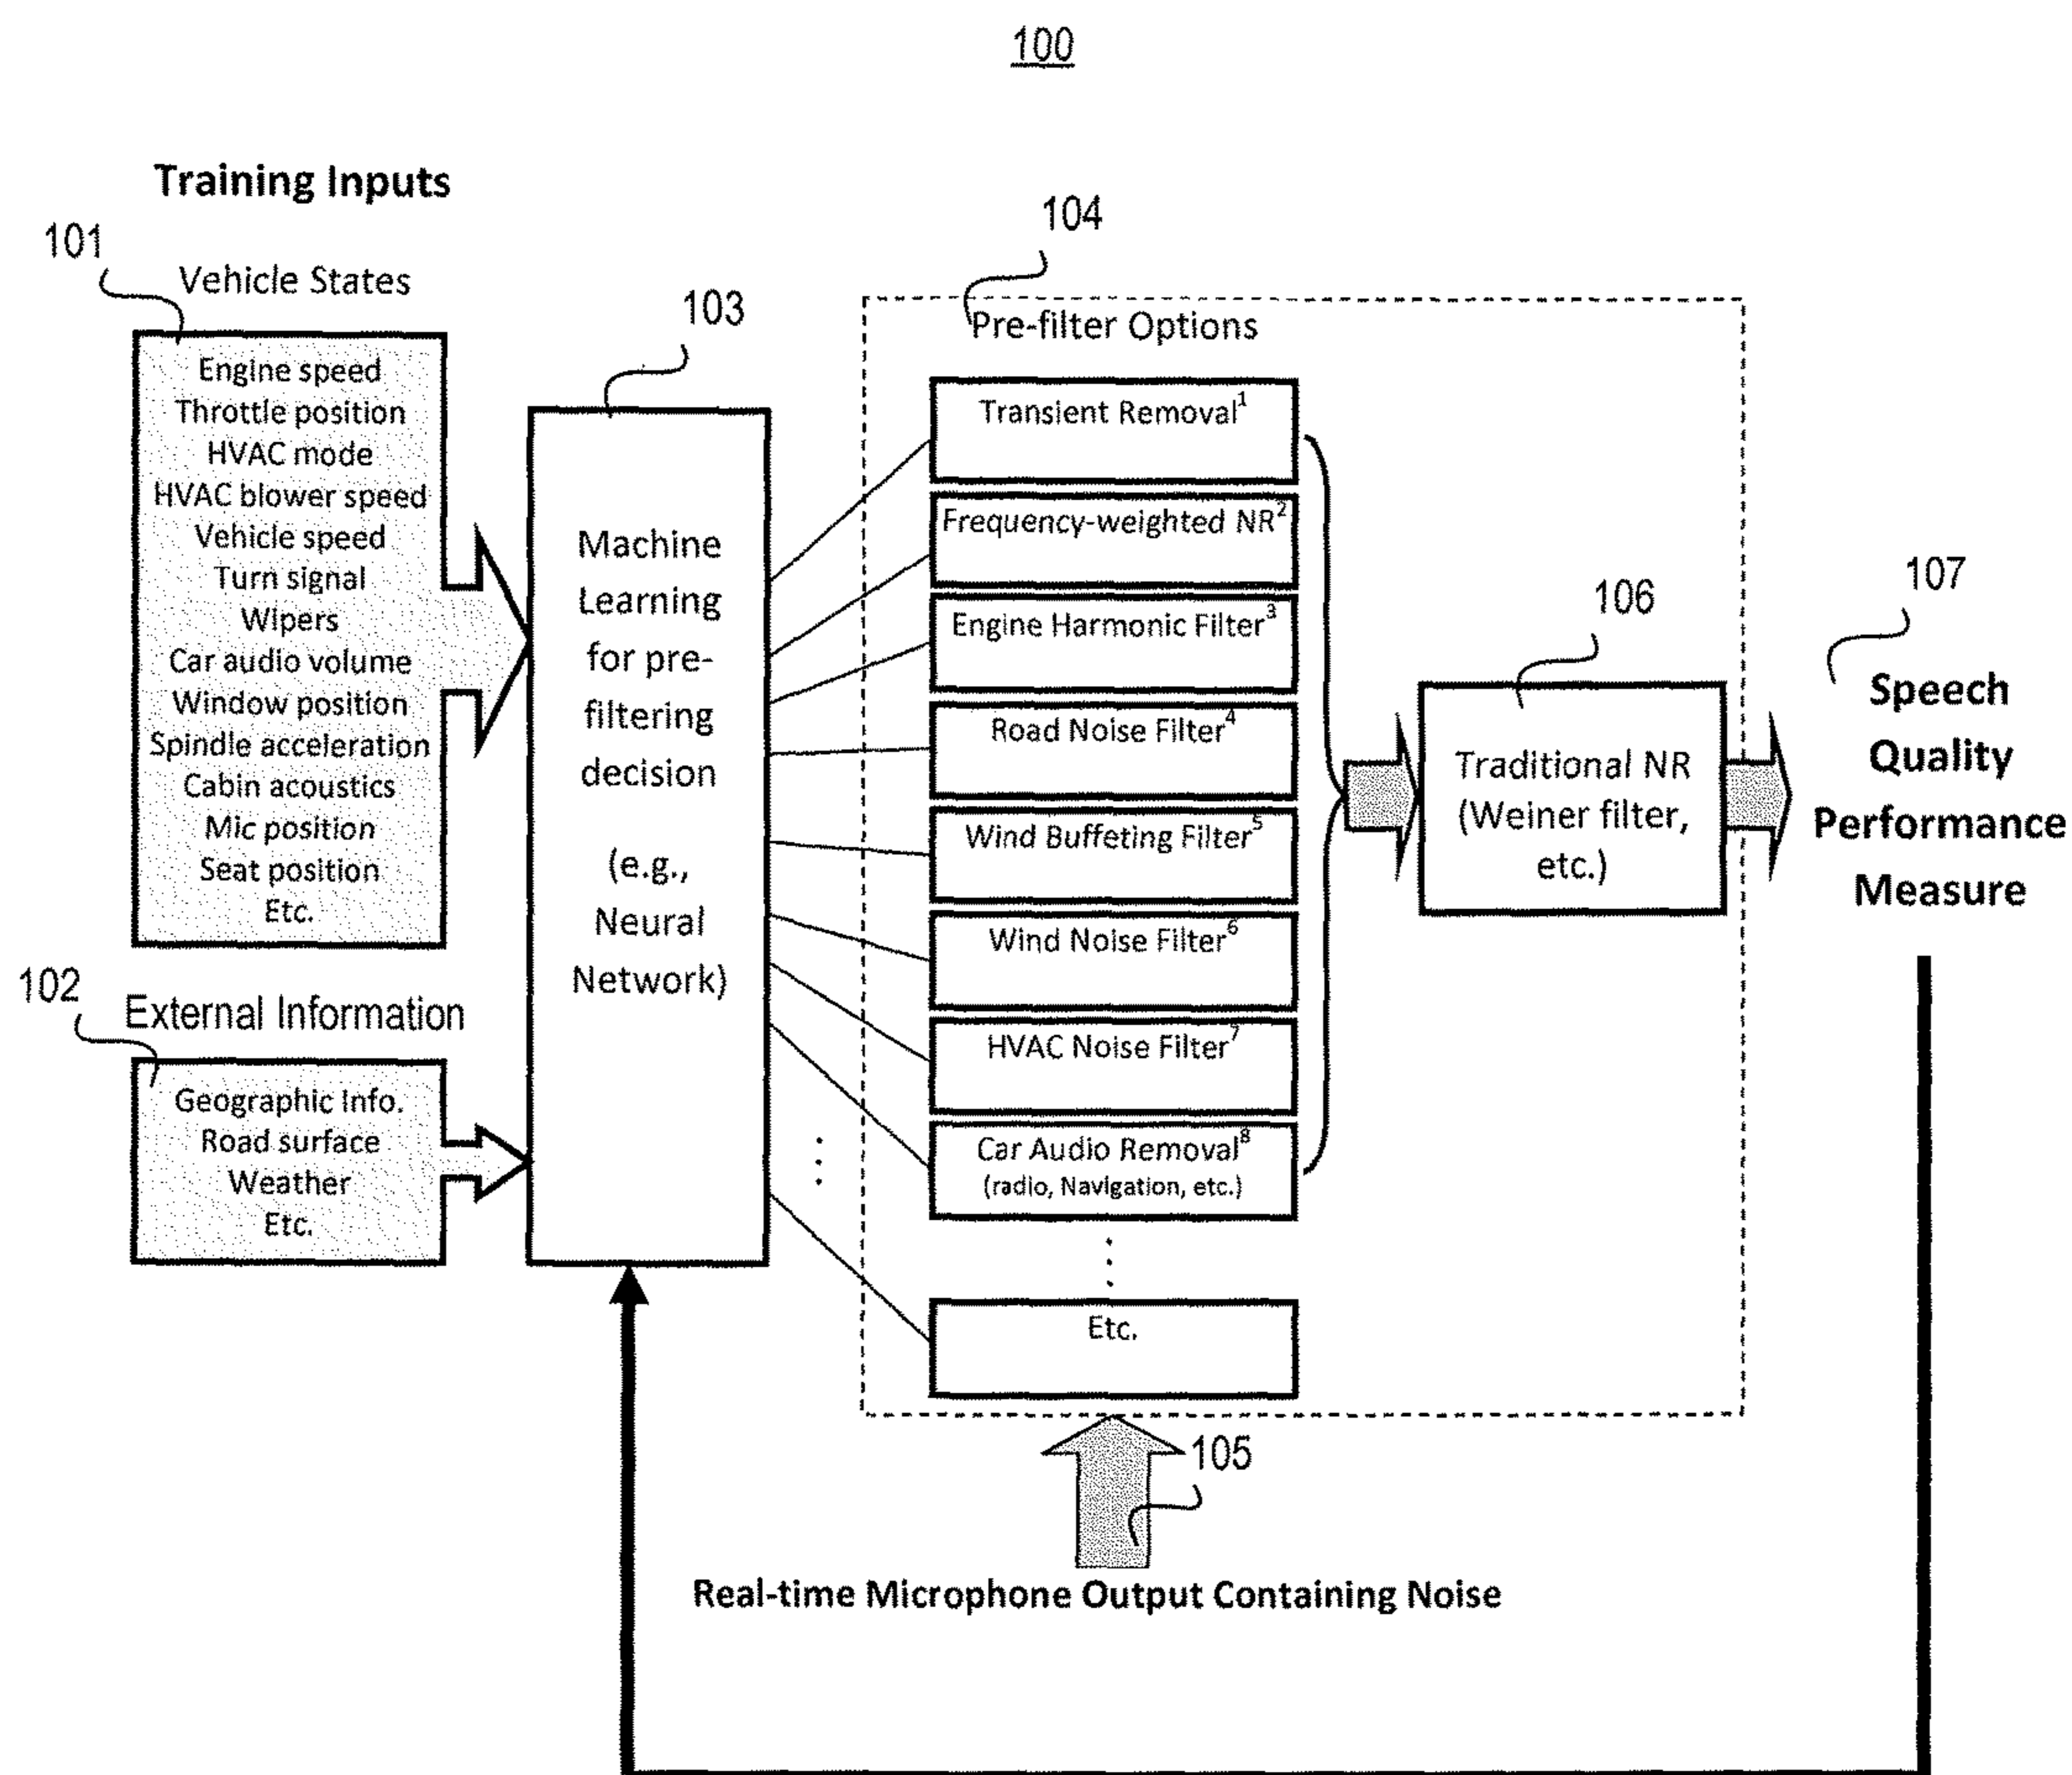 100
Training Inputs
101
Vehicle States
Engine speed
Throttle position
HVAC mode
HVAC blower speed
Vehicle speed
Turn signal
Wipers
Car audio volume
Window position
Spindle acceleration
Cabin acoustics
Mic position
Seat position
Etc.
102
External Information
Geographic Info.
Road surface
Weather
Etc.
103
Machine
Learning
for pre-
filtering
decision
(e.g.,
Neural
Network)
104
Pre-filter Options
Transient Removal¹
Frequency-weighted NR²
Engine Harmonic Filter³
Road Noise Filter⁴
Wind Buffeting Filter⁵
Wind Noise Filter⁶
HVAC Noise Filter⁷
Car Audio Removal⁸
(radio, Navigation, etc.)
Etc.
105
Real-time Microphone Output Containing Noise
106
Traditional NR
(Weiner filter,
etc.)
107
Speech
Quality
Performance
Measure